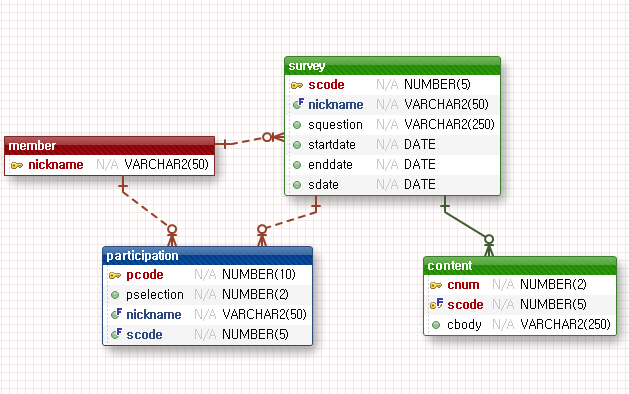 survey
scode N/A NUMBER(5)
nickname N/A VARCHAR2(50)
squestion N/A VARCHAR2(250)
startdate N/A DATE
enddate N/A DATE
sdate N/A DATE
member
nickname N/A VARCHAR2(50)
participation
pcode N/A NUMBER(10)
pselection N/A NUMBER(2)
F nickname N/A VARCHAR2(50)
F scode N/A NUMBER(5)
content
cnum N/A NUMBER(2)
F scode N/A NUMBER(5)
cbody N/A VARCHAR2(250)